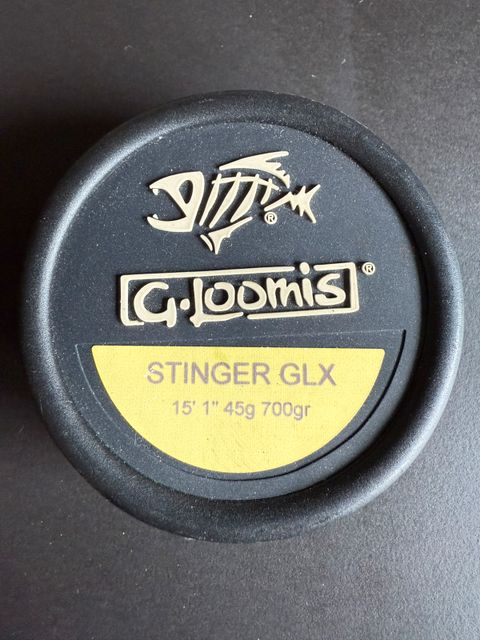 ®
G.Loomis®
STINGER GLX
15' 1" 45g 700gr